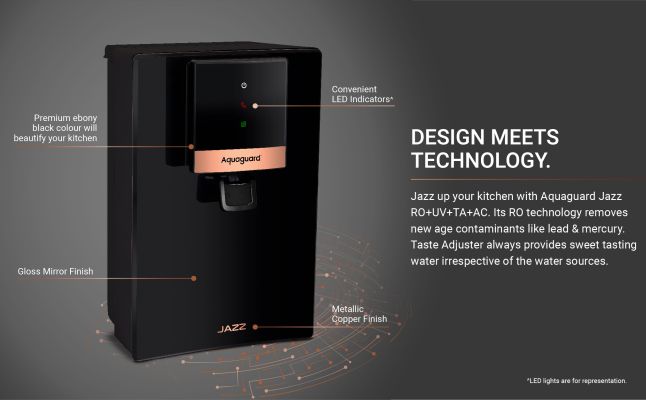 Convenient
LED Indicators^
Premium ebony
black colour will
beautify your kitchen
Aquaguard
DESIGN MEETS
TECHNOLOGY.
Jazz up your kitchen with Aquaguard Jazz
RO+UV+TA+AC. Its RO technology removes
new age contaminants like lead & mercury.
Taste Adjuster always provides sweet tasting
water irrespective of the water sources.
Gloss Mirror Finish
Metallic
Copper Finish
JAZZ
^LED lights are for representation.